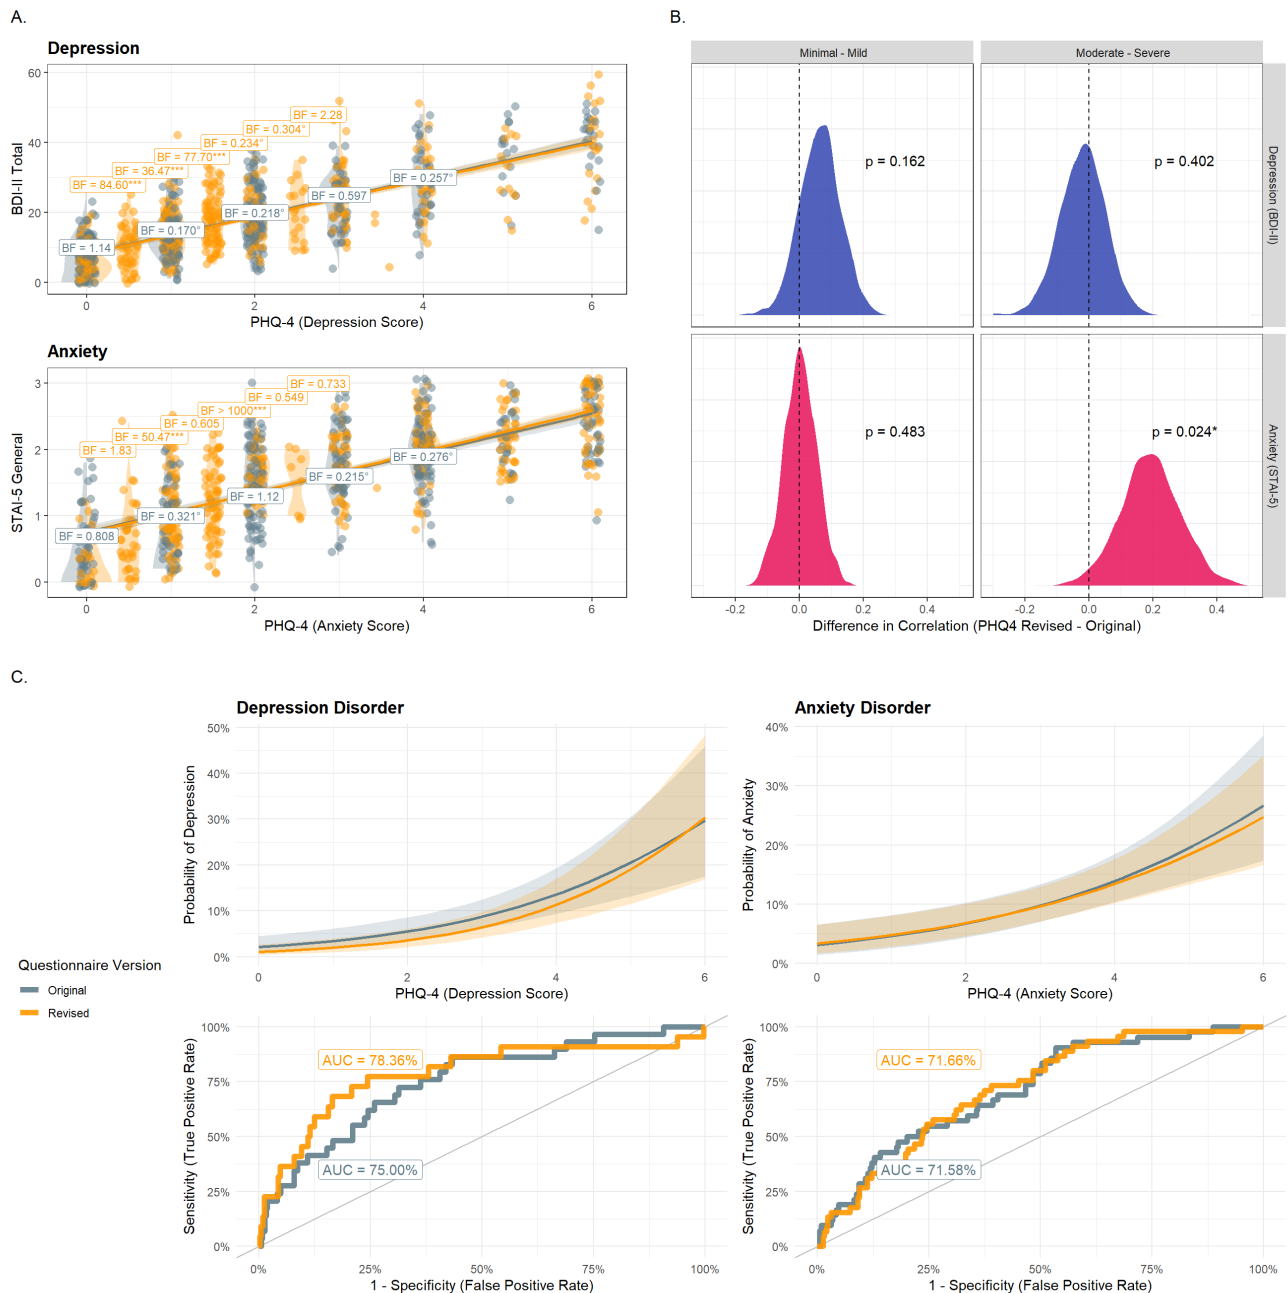 A.
Depression
BDI-II Total
60
40
20
0
BF = 84.60***
BF = 36.47***
BF = 77.70***
BF = 0.234°
BF = 0.304°
BF = 2.28
BF = 1.14
BF = 0.170°
BF = 0.218°
BF = 0.597
BF = 0.257°
0 2 4 6
PHQ-4 (Depression Score)
Anxiety
STAI-5 General
3
2
1
0
BF = 1.83
BF = 50.47***
BF = 0.605
BF > 1000***
BF = 0.549
BF = 0.733
BF = 0.808
BF = 0.321°
BF = 1.12
BF = 0.215°
BF = 0.276°
0 2 4 6
PHQ-4 (Anxiety Score)
B.
Minimal - Mild
Moderate - Severe
p = 0.162
p = 0.402
Depression (BDI-II)
p = 0.483
p = 0.024*
Anxiety (STAI-5)
-0.2 0.0 0.2 0.4
-0.2 0.0 0.2 0.4
Difference in Correlation (PHQ4 Revised - Original)
C.
Questionnaire Version
Original
Revised
Depression Disorder
Probability of Depression
50%
40%
30%
20%
10%
0%
0 2 4 6
PHQ-4 (Depression Score)
Anxiety Disorder
Probability of Anxiety
40%
30%
20%
10%
0%
0 2 4 6
PHQ-4 (Anxiety Score)
Sensitivity (True Positive Rate)
100%
75%
50%
25%
0%
AUC = 78.36%
AUC = 75.00%
0% 25% 50% 75% 100%
1 - Specificity (False Positive Rate)
Sensitivity (True Positive Rate)
100%
75%
50%
25%
0%
AUC = 71.66%
AUC = 71.58%
0% 25% 50% 75% 100%
1 - Specificity (False Positive Rate)